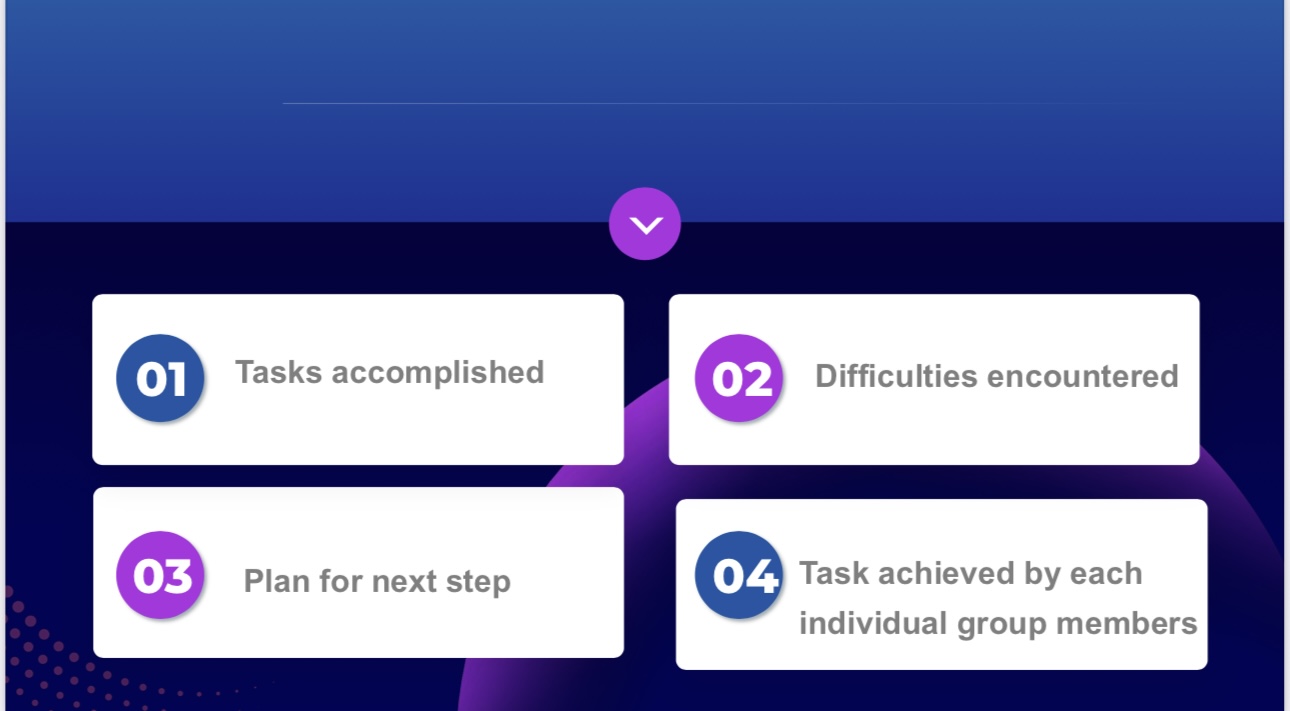 01
Tasks accomplished
02
Difficulties encountered
03
Plan for next step
04
Task achieved by each
individual group members